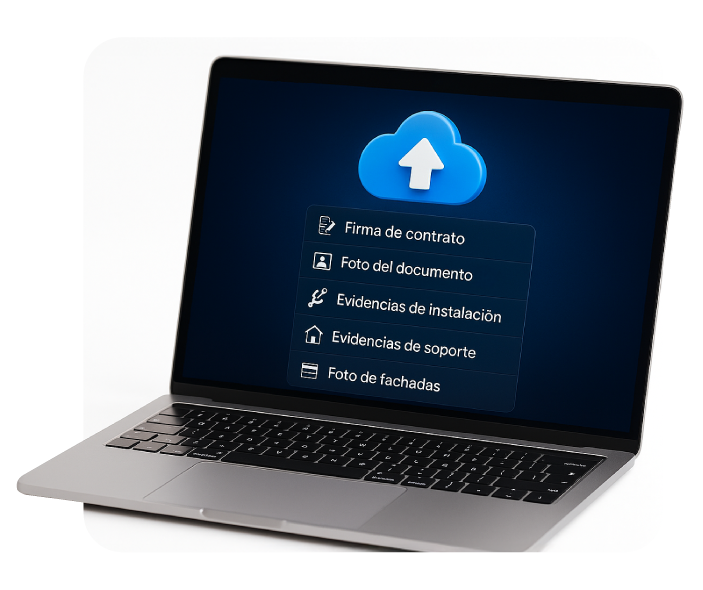 Firma de contrato
Foto del documento
Evidencias de instalación
Evidencias de soporte
Foto de fachadas